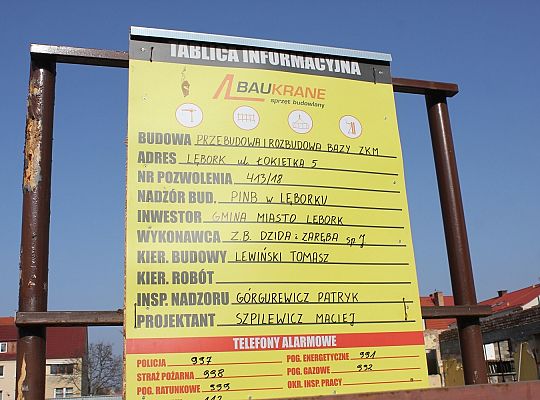 TABLICA INFORMACYJNA
BAUKRANE
sprzęt budowlany
BUDOWA PRZEBUDOWA I ROZBUDOWA BAZY ZKM
ADRES LĘBORK ul ŁOKIETKA 5
NR POZWOLENIA 413/18
NADZÓR BUD. PINB W LĘBORKU
INWESTOR GMINA MIASTO LĘBORK
WYKONAWCA Z.B. DZIDA i ZARĘBA sp.J
KIER. BUDOWY LEWIŃSKI TOMASZ
KIER. ROBÓT
INSP. NADZORU GÓRGUREWICZ PATRYK
PROJEKTANT SZPILEWICZ MACIEJ
TELEFONY ALARMOWE
POLICJA 997 POG. ENERGETYCZNE 991
STRAŻ POŻARNA 998 POG. GAZOWE 992
POG. RATUNKOWE 999 OKR. INSP. PRACY
112